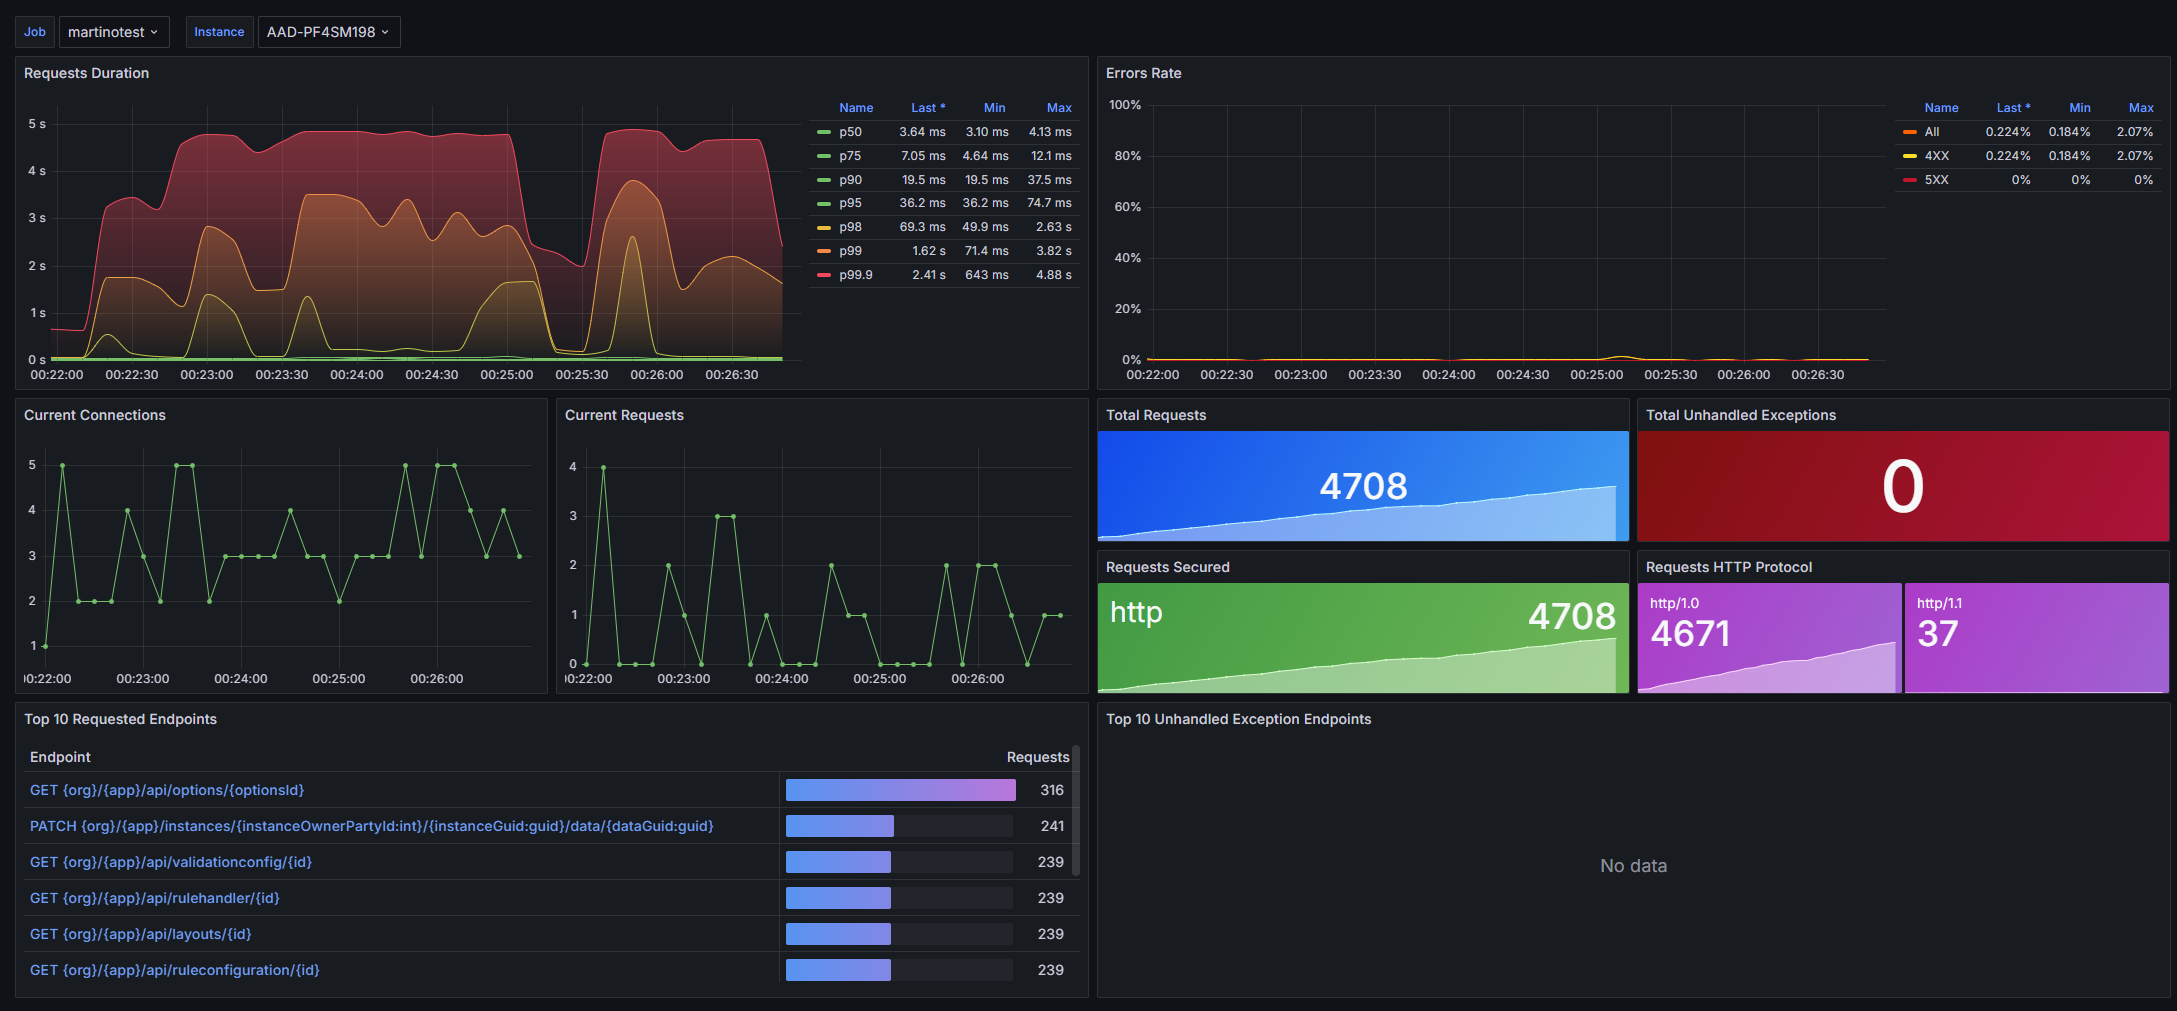 Job martinotest Instance AAD-PF4SM198
Requests Duration
5 s
4 s
3 s
2 s
1 s
0 s
00:22:00 00:22:30 00:23:00 00:23:30 00:24:00 00:24:30 00:25:00 00:25:30 00:26:00 00:26:30
Name Last * Min Max
p50 3.64 ms 3.10 ms 4.13 ms
p75 7.05 ms 4.64 ms 12.1 ms
p90 19.5 ms 19.5 ms 37.5 ms
p95 36.2 ms 36.2 ms 74.7 ms
p98 69.3 ms 49.9 ms 2.63 s
p99 1.62 s 71.4 ms 3.82 s
p99.9 2.41 s 643 ms 4.88 s
Errors Rate
100%
80%
60%
40%
20%
0%
00:22:00 00:22:30 00:23:00 00:23:30 00:24:00 00:24:30 00:25:00 00:25:30 00:26:00 00:26:30
Name Last * Min Max
All 0.224% 0.184% 2.07%
4XX 0.224% 0.184% 2.07%
5XX 0% 0% 0%
Current Connections
5
4
3
2
1
00:22:00 00:23:00 00:24:00 00:25:00 00:26:00
Current Requests
4
3
2
1
0
00:22:00 00:23:00 00:24:00 00:25:00 00:26:00
Total Requests
4708
Total Unhandled Exceptions
0
Requests Secured
http 4708
Requests HTTP Protocol
http/1.0
4671
http/1.1
37
Top 10 Requested Endpoints
Endpoint Requests
GET {org}/{app}/api/options/{optionsId} 316
PATCH {org}/{app}/instances/{instanceOwnerPartyId:int}/{instanceGuid:guid}/data/{dataGuid:guid} 241
GET {org}/{app}/api/validationconfig/{id} 239
GET {org}/{app}/api/rulehandler/{id} 239
GET {org}/{app}/api/layouts/{id} 239
GET {org}/{app}/api/ruleconfiguration/{id} 239
Top 10 Unhandled Exception Endpoints
No data